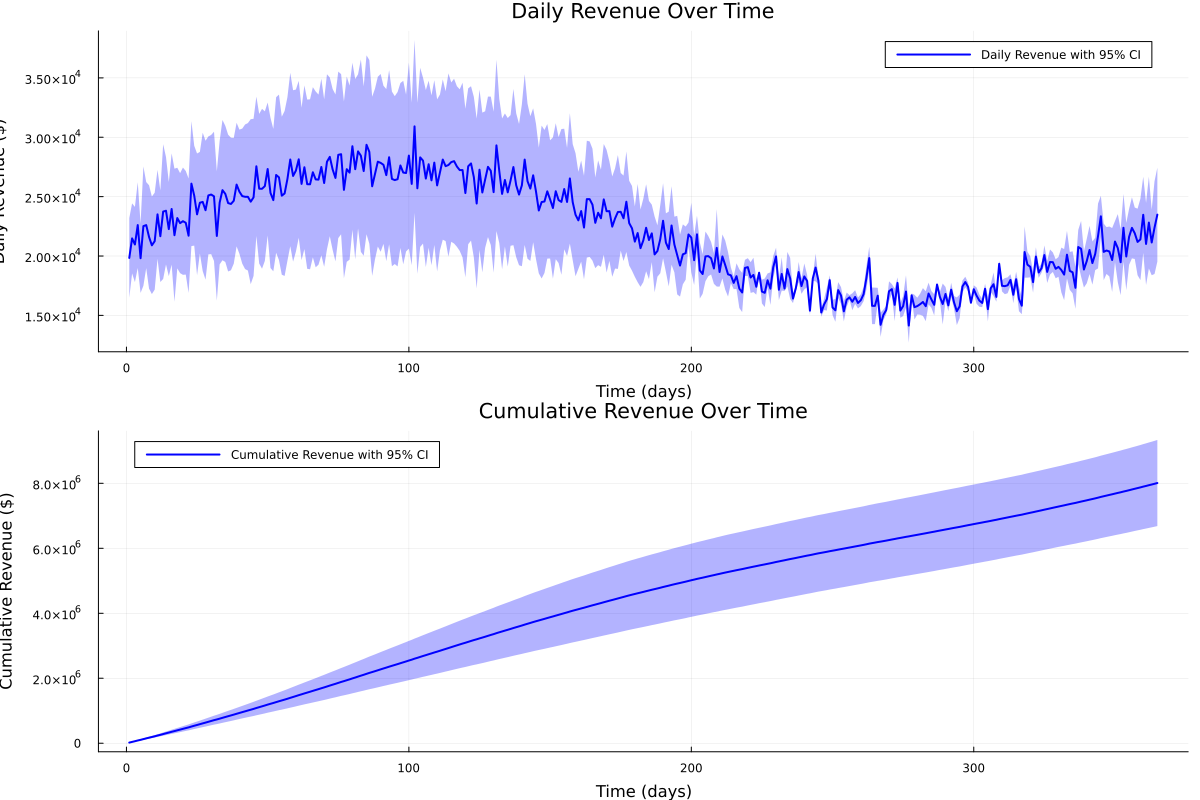 Daily Revenue Over Time
Daily Revenue ($)
Daily Revenue with 95% CI
3.50×10⁴
3.00×10⁴
2.50×10⁴
2.00×10⁴
1.50×10⁴
0 100 200 300
Time (days)
Cumulative Revenue Over Time
Cumulative Revenue ($)
Cumulative Revenue with 95% CI
8.0×10⁶
6.0×10⁶
4.0×10⁶
2.0×10⁶
0
0 100 200 300
Time (days)